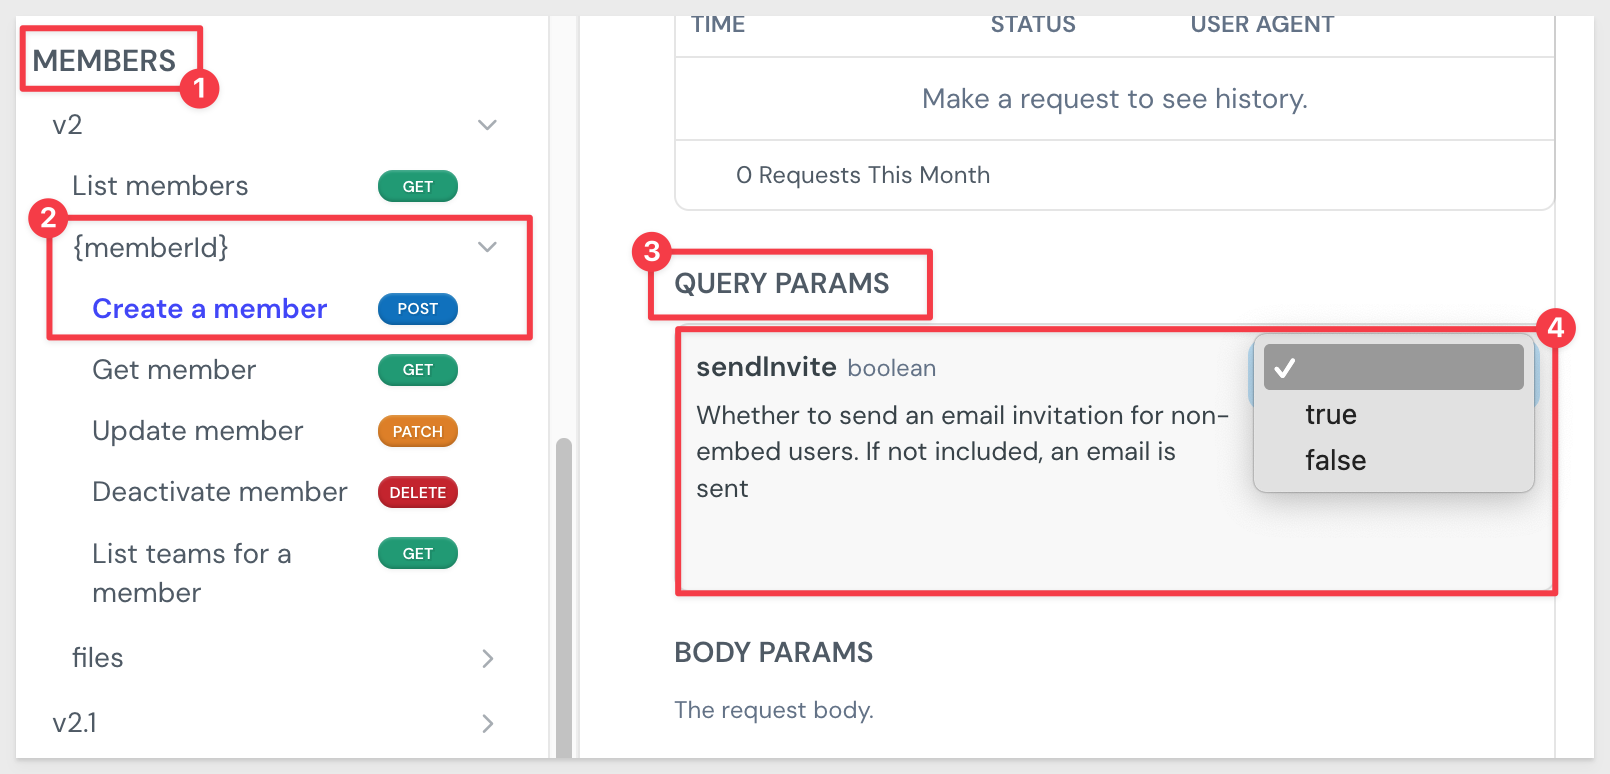 MEMBERS
1
v2
List members GET
2
{memberId}
Create a member POST
Get member GET
Update member PATCH
Deactivate member DELETE
List teams for a GET
member
files
v2.1
TIME STATUS USER AGENT
Make a request to see history.
0 Requests This Month
3
QUERY PARAMS
4
sendInvite boolean
Whether to send an email invitation for non-
embed users. If not included, an email is
sent
true
false
BODY PARAMS
The request body.